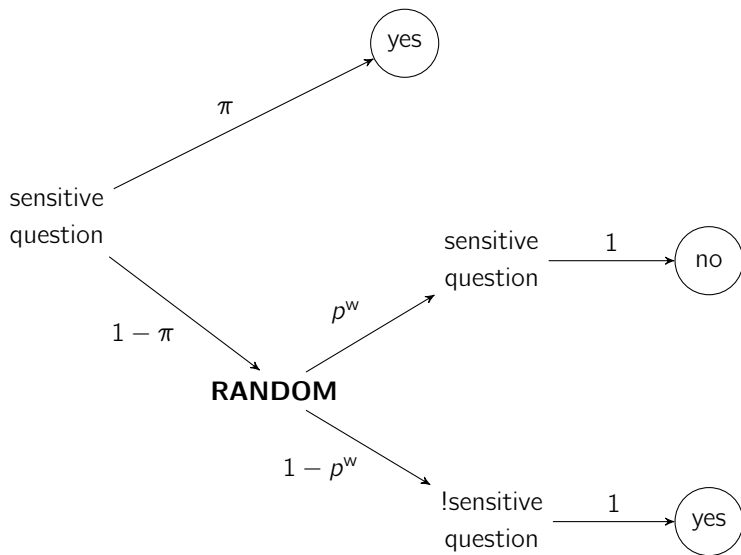 yes
π
sensitive
question
1 − π
RANDOM
p^w
sensitive
question
1
no
1 − p^w
!sensitive
question
1
yes